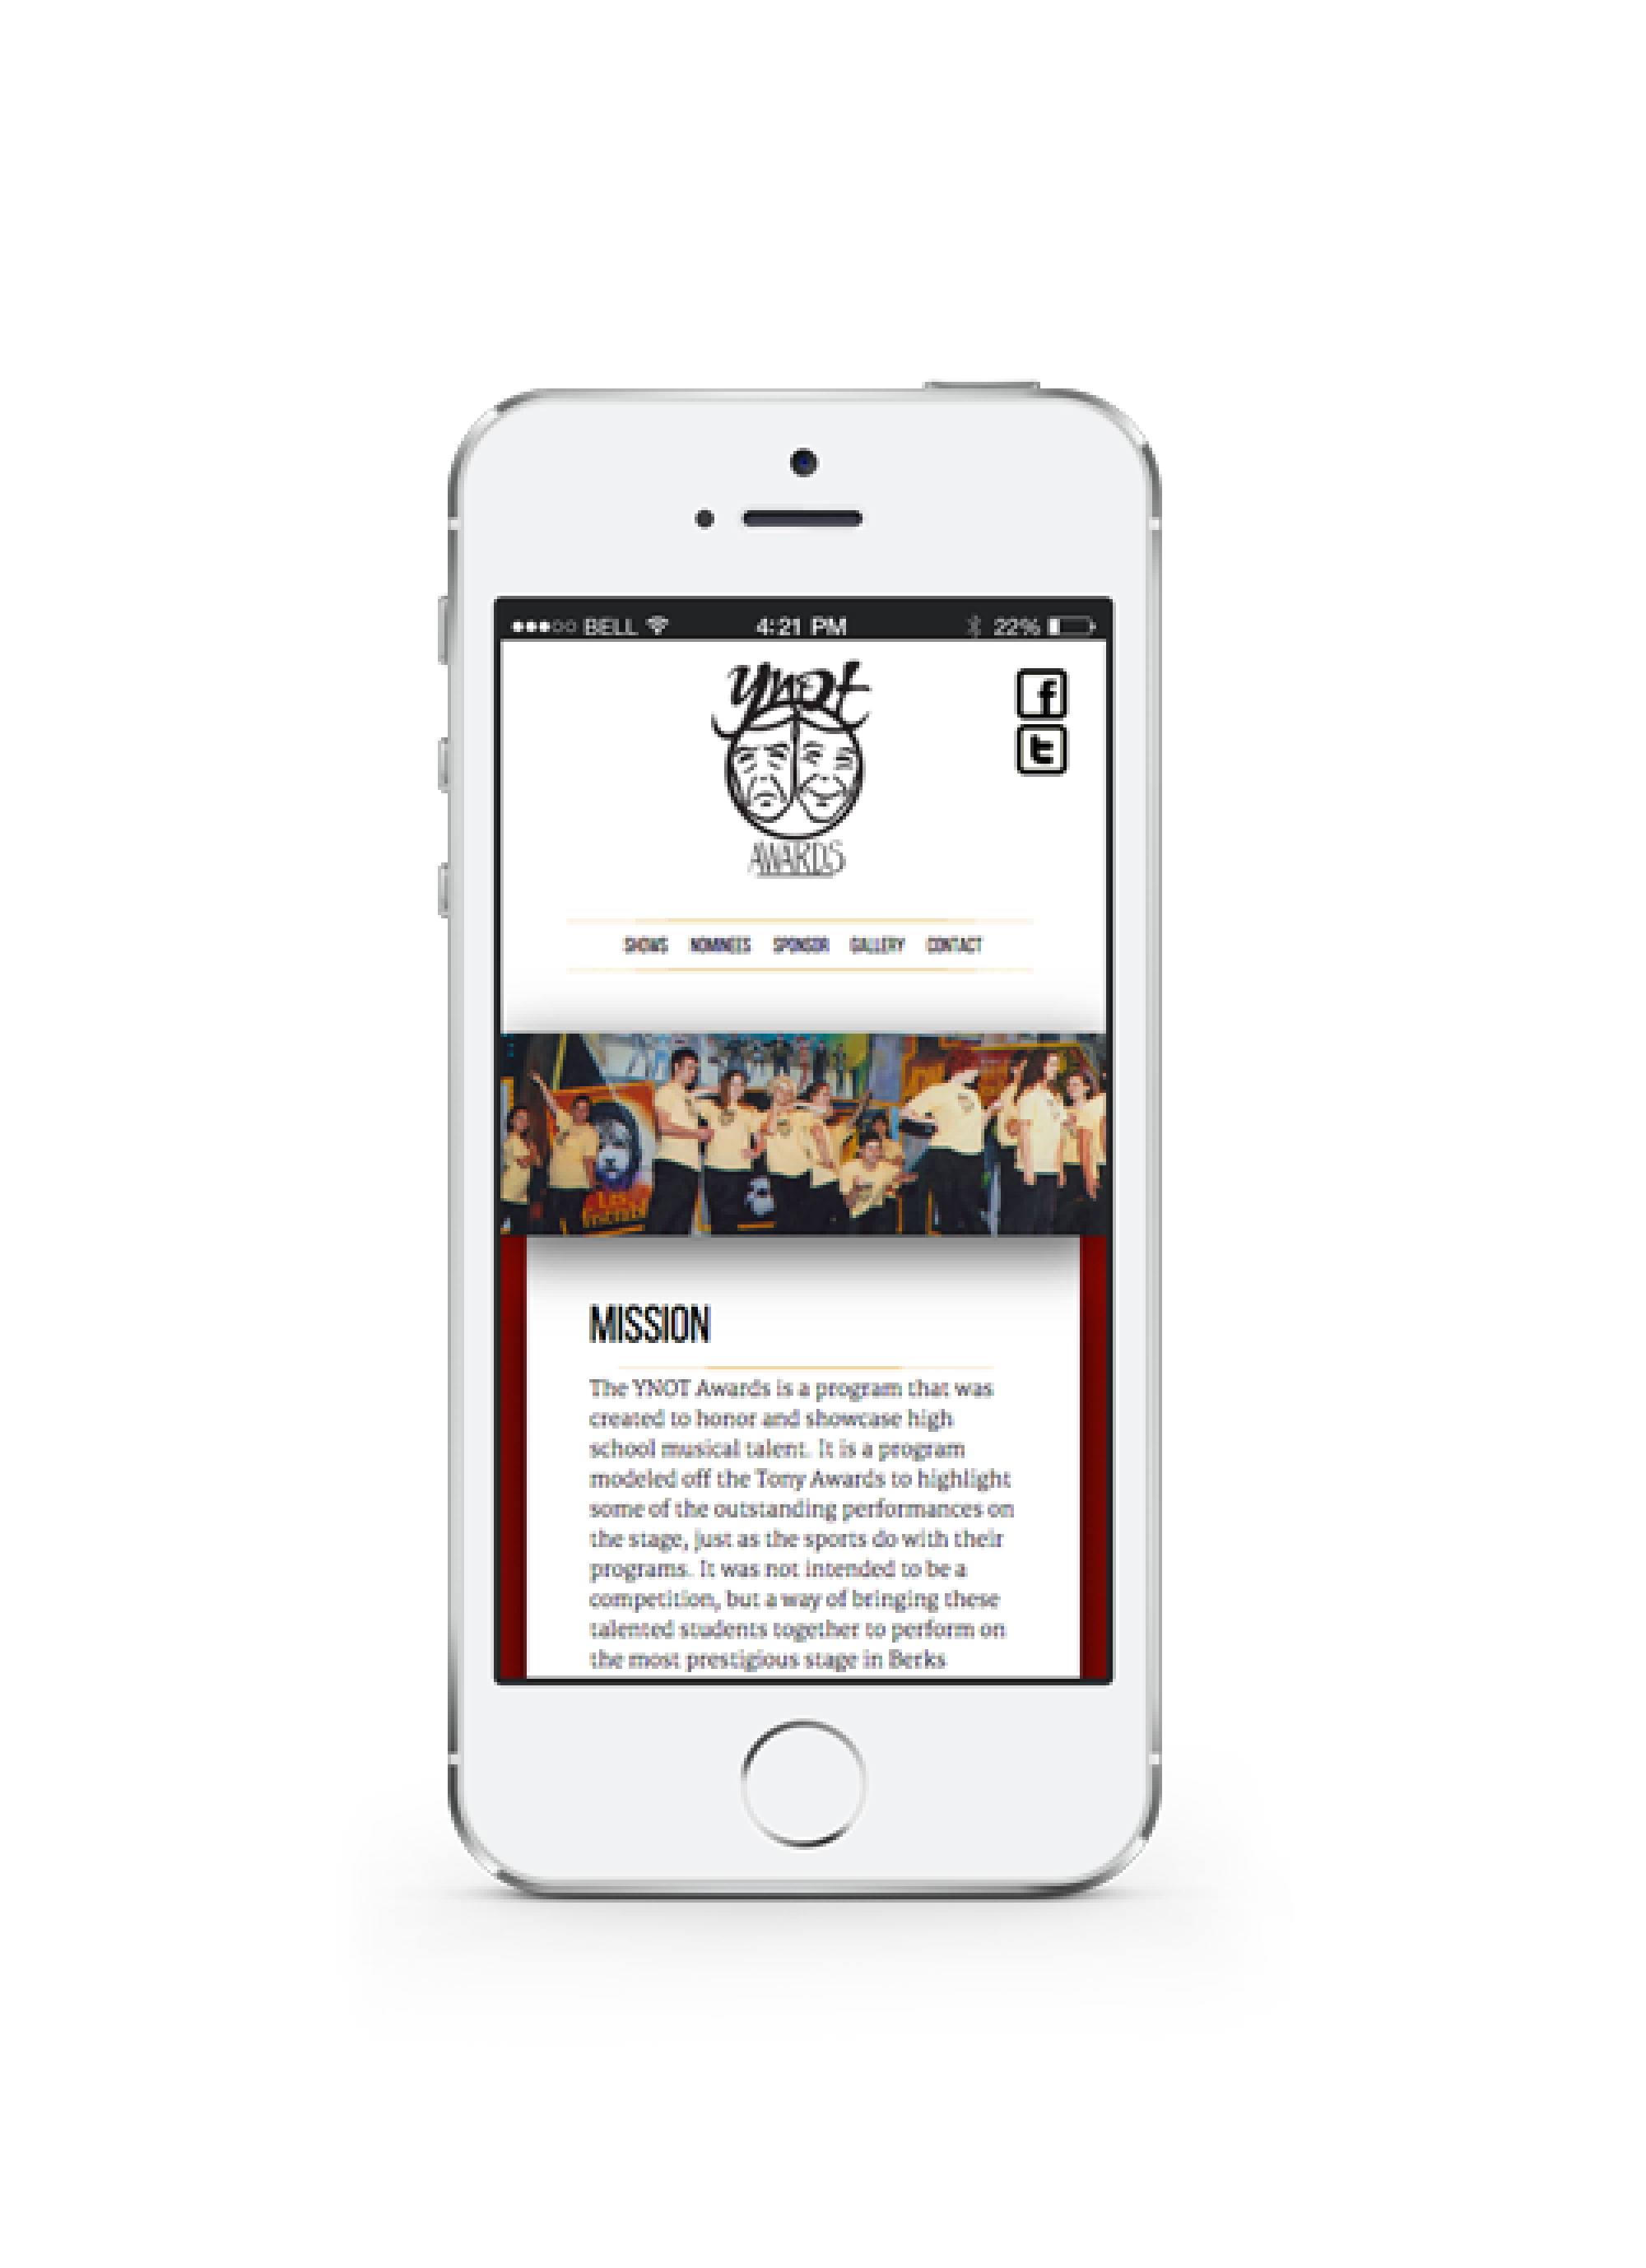 BELL 4:21 PM 22%
ynot
f
t
AWARDS
SHOWS NOMINEES SPONSOR GALLERY CONTACT
LES
MISSION
The YNOT Awards is a program that was
created to honor and showcase high
school musical talent. It is a program
modeled off the Tony Awards to highlight
some of the outstanding performances on
the stage, just as the sports do with their
programs. It was not intended to be a
competition, but a way of bringing these
talented students together to perform on
the most prestigious stage in Berks